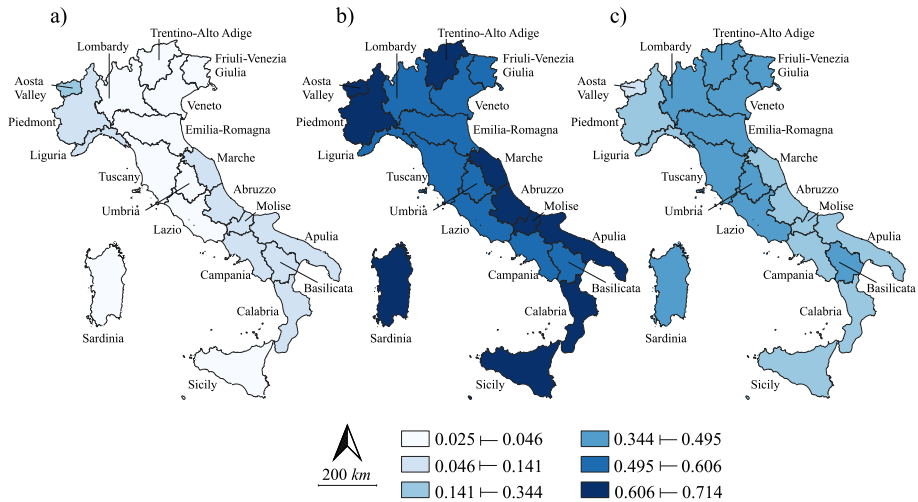 a)
Trentino-Alto Adige
Lombardy
Friuli-Venezia
Giulia
Aosta
Valley
Veneto
Piedmont
Emilia-Romagna
Liguria
Marche
Tuscany
Abruzzo
Umbria
Molise
Lazio
Apulia
Campania
Basilicata
Calabria
Sardinia
Sicily
b)
Trentino-Alto Adige
Lombardy
Friuli-Venezia
Giulia
Aosta
Valley
Veneto
Piedmont
Emilia-Romagna
Liguria
Marche
Tuscany
Abruzzo
Umbria
Molise
Lazio
Apulia
Campania
Basilicata
Calabria
Sardinia
Sicily
c)
Trentino-Alto Adige
Lombardy
Friuli-Venezia
Giulia
Aosta
Valley
Veneto
Piedmont
Emilia-Romagna
Liguria
Marche
Tuscany
Abruzzo
Umbria
Molise
Lazio
Apulia
Campania
Basilicata
Calabria
Sardinia
Sicily
200 km
0.025 ⊢ 0.046
0.046 ⊢ 0.141
0.141 ⊢ 0.344
0.344 ⊢ 0.495
0.495 ⊢ 0.606
0.606 ⊢ 0.714